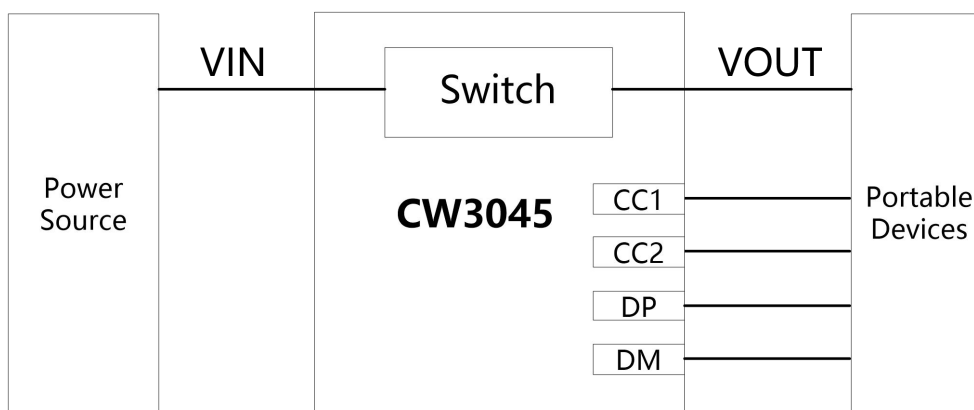 VIN
VOUT
Switch
Power
Source
CW3045
CC1
CC2
DP
DM
Portable
Devices